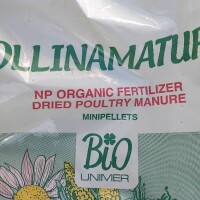 OLLINAMATUR
NP ORGANIC FERTILIZER
DRIED POULTRY MANURE
MINIPELLETS
BiO
UNIMER